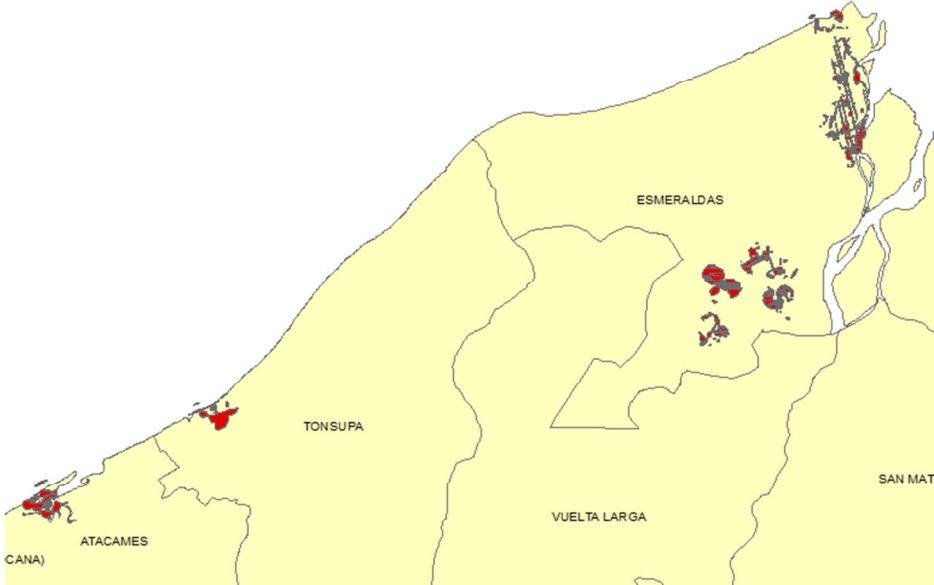 ESMERALDAS
TONSUPA
SAN MAT
VUELTA LARGA
ATACAMES
CANA)